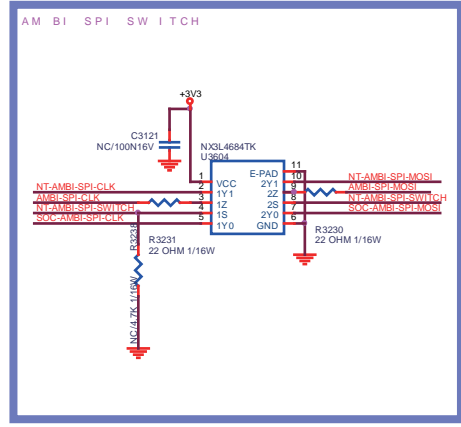 AM BI SPI SW ITCH
+3V3
C3121
NC/100N16V
NX3L4684TK
U3604
1
2
3
4
5
VCC
1Y1
1Z
1S
1Y0
E-PAD
2Y1
2Z
2S
2Y0
GND
11
10
9
8
7
6
NT-AMBI-SPI-CLK
AMBI-SPI-CLK
NT-AMBI-SPI-SWITCH
SOC-AMBI-SPI-CLK
NT-AMBI-SPI-MOSI
AMBI-SPI-MOSI
NT-AMBI-SPI-SWITCH
SOC-AMBI-SPI-MOSI
R3231
22 OHM 1/16W
R3230
22 OHM 1/16W
NC/4.7K 1/16W